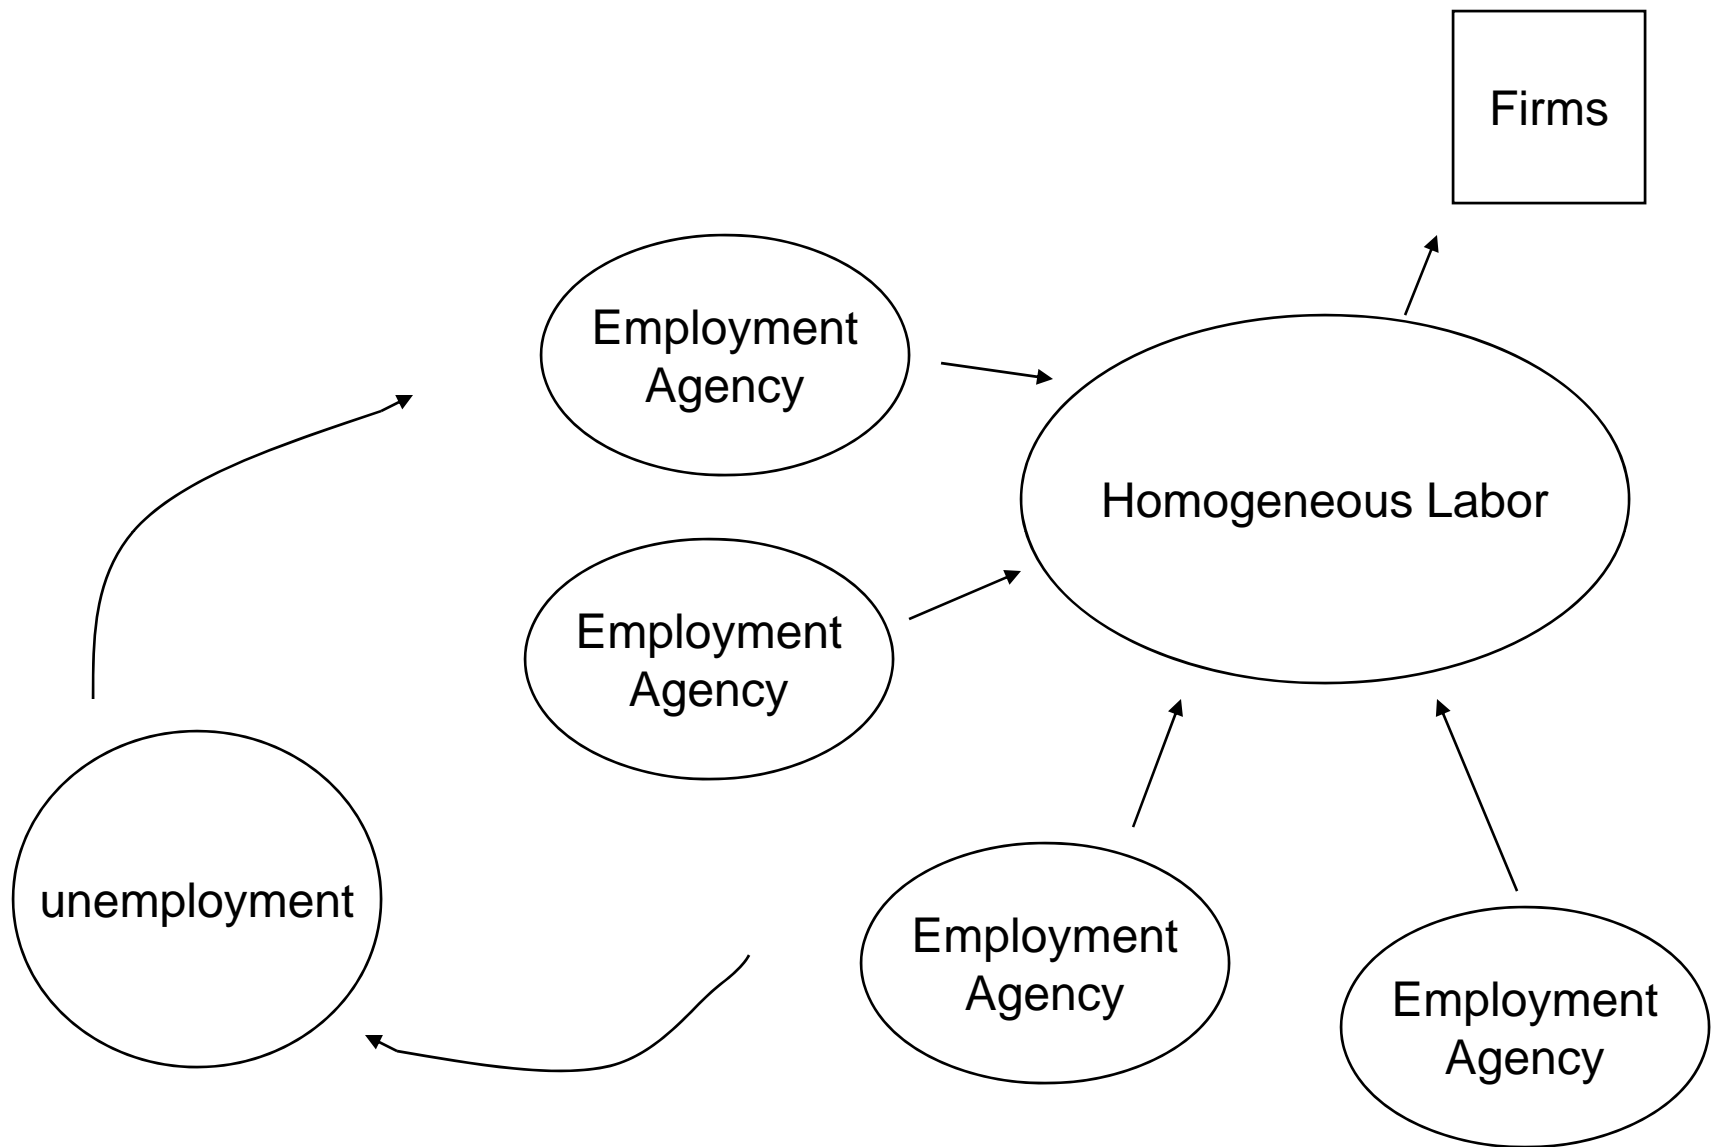 Firms
Employment
Agency
Homogeneous Labor
Employment
Agency
unemployment
Employment
Agency
Employment
Agency